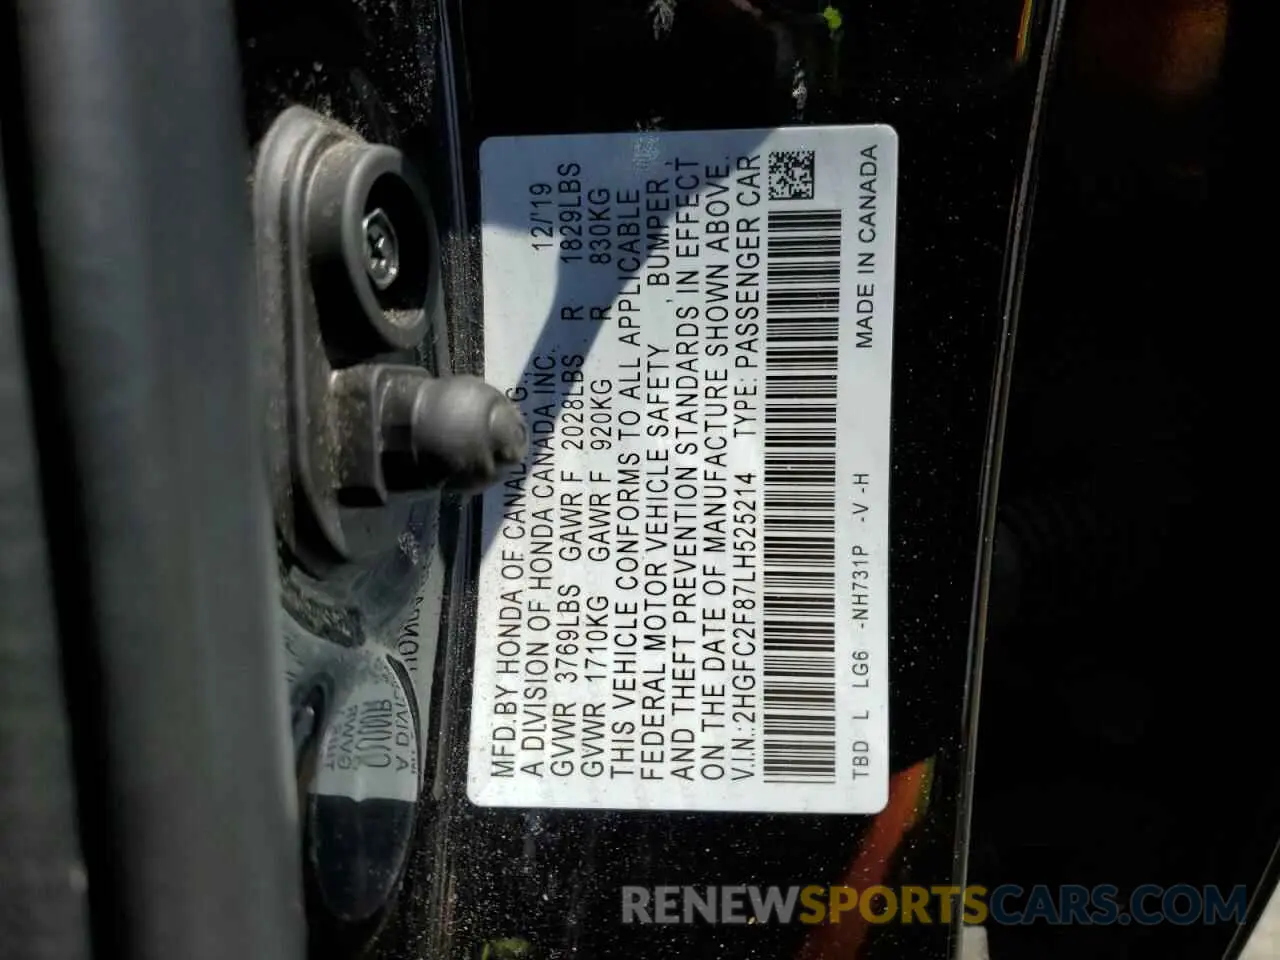 MFD.BY HONDA OF CANADA MFG., 12/'19
A DIVISION OF HONDA CANADA INC.
GVWR 3769LBS GAWR F 2028LBS R 1829LBS
GVWR 1710KG GAWR F 920KG R 830KG
THIS VEHICLE CONFORMS TO ALL APPLICABLE
FEDERAL MOTOR VEHICLE SAFETY , BUMPER ,
AND THEFT PREVENTION STANDARDS IN EFFECT
ON THE DATE OF MANUFACTURE SHOWN ABOVE.
V.I.N.:2HGFC2F87LH525214 TYPE: PASSENGER CAR
TBD L LG6 -NH731P -V -H MADE IN CANADA
RENEWSPORTSCARS.COM